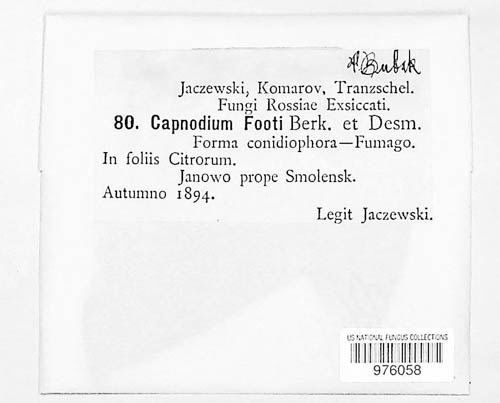 Bubák
Jaczewski, Komarov, Tranzschel.
Fungi Rossiae Exsiccati.
80. Capnodium Footi Berk. et Desm.
Forma conidiophora—Fumago.
In foliis Citrorum.
Janowo prope Smolensk.
Autumno 1894.
Legit Jaczewski.
US NATIONAL FUNGUS COLLECTIONS
976058